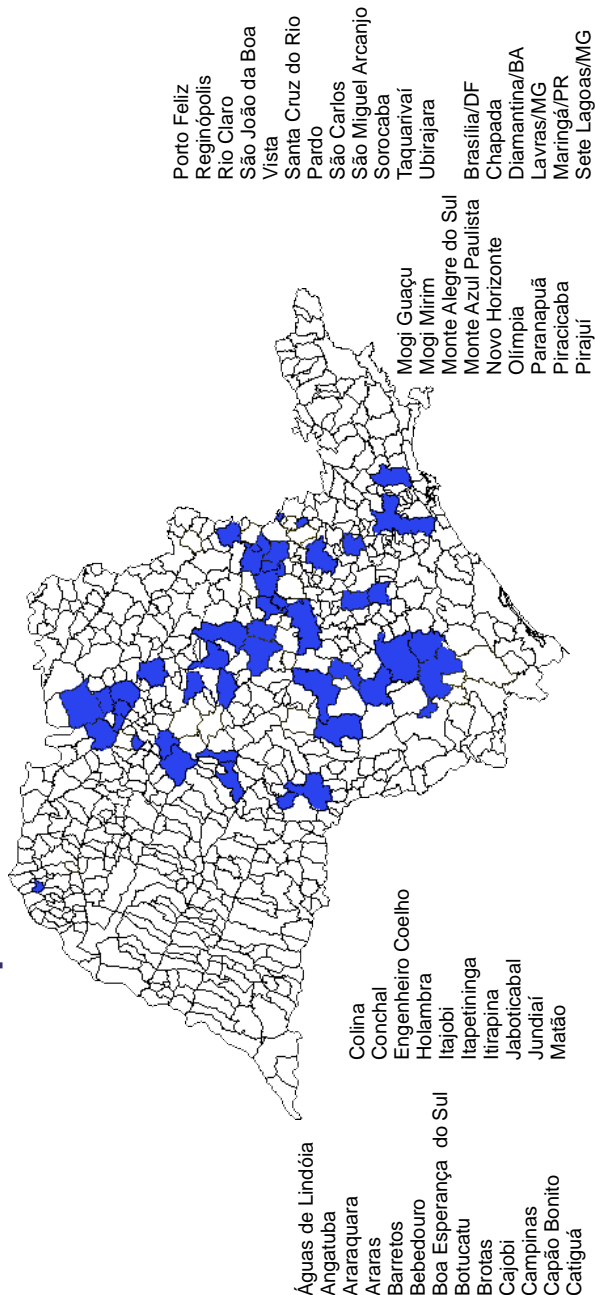 Águas de Lindóia
Angatuba
Araraquara
Araras
Barretos
Bebedouro
Boa Esperança do Sul
Botucatu
Brotas
Cajobi
Campinas
Capão Bonito
Catiguá
Colina
Conchal
Engenheiro Coelho
Holambra
Itajobi
Itapetininga
Itirapina
Jaboticabal
Jundiaí
Matão
Mogi Guaçu
Mogi Mirim
Monte Alegre do Sul
Monte Azul Paulista
Novo Horizonte
Olímpia
Paranapuã
Piracicaba
Pirajuí
Porto Feliz
Reginópolis
Rio Claro
São João da Boa
Vista
Santa Cruz do Rio
Pardo
São Carlos
São Miguel Arcanjo
Sorocaba
Taquarivaí
Ubirajara
Brasília/DF
Chapada
Diamantina/BA
Lavras/MG
Maringá/PR
Sete Lagoas/MG